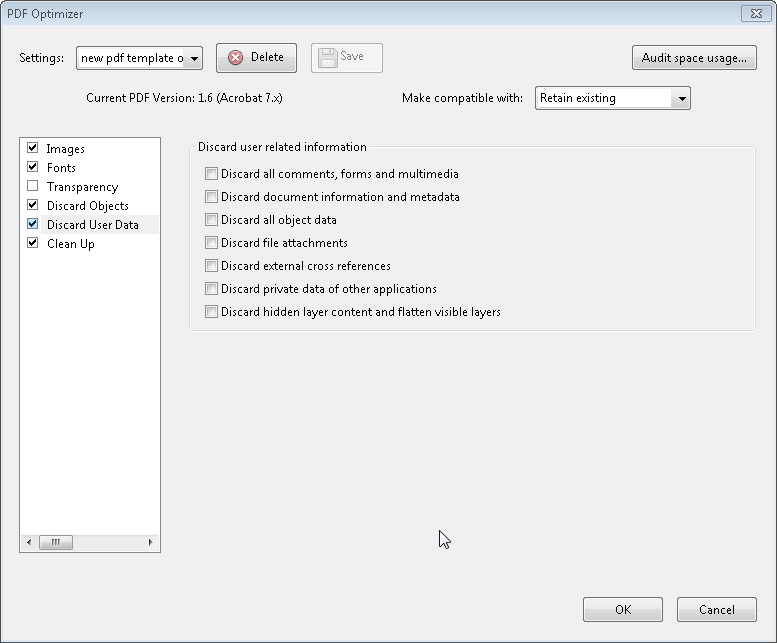 PDF Optimizer
Settings: new pdf template o Delete Save Audit space usage...
Current PDF Version: 1.6 (Acrobat 7.x) Make compatible with: Retain existing
Images
Fonts
Transparency
Discard Objects
Discard User Data
Clean Up
Discard user related information
Discard all comments, forms and multimedia
Discard document information and metadata
Discard all object data
Discard file attachments
Discard external cross references
Discard private data of other applications
Discard hidden layer content and flatten visible layers
OK Cancel